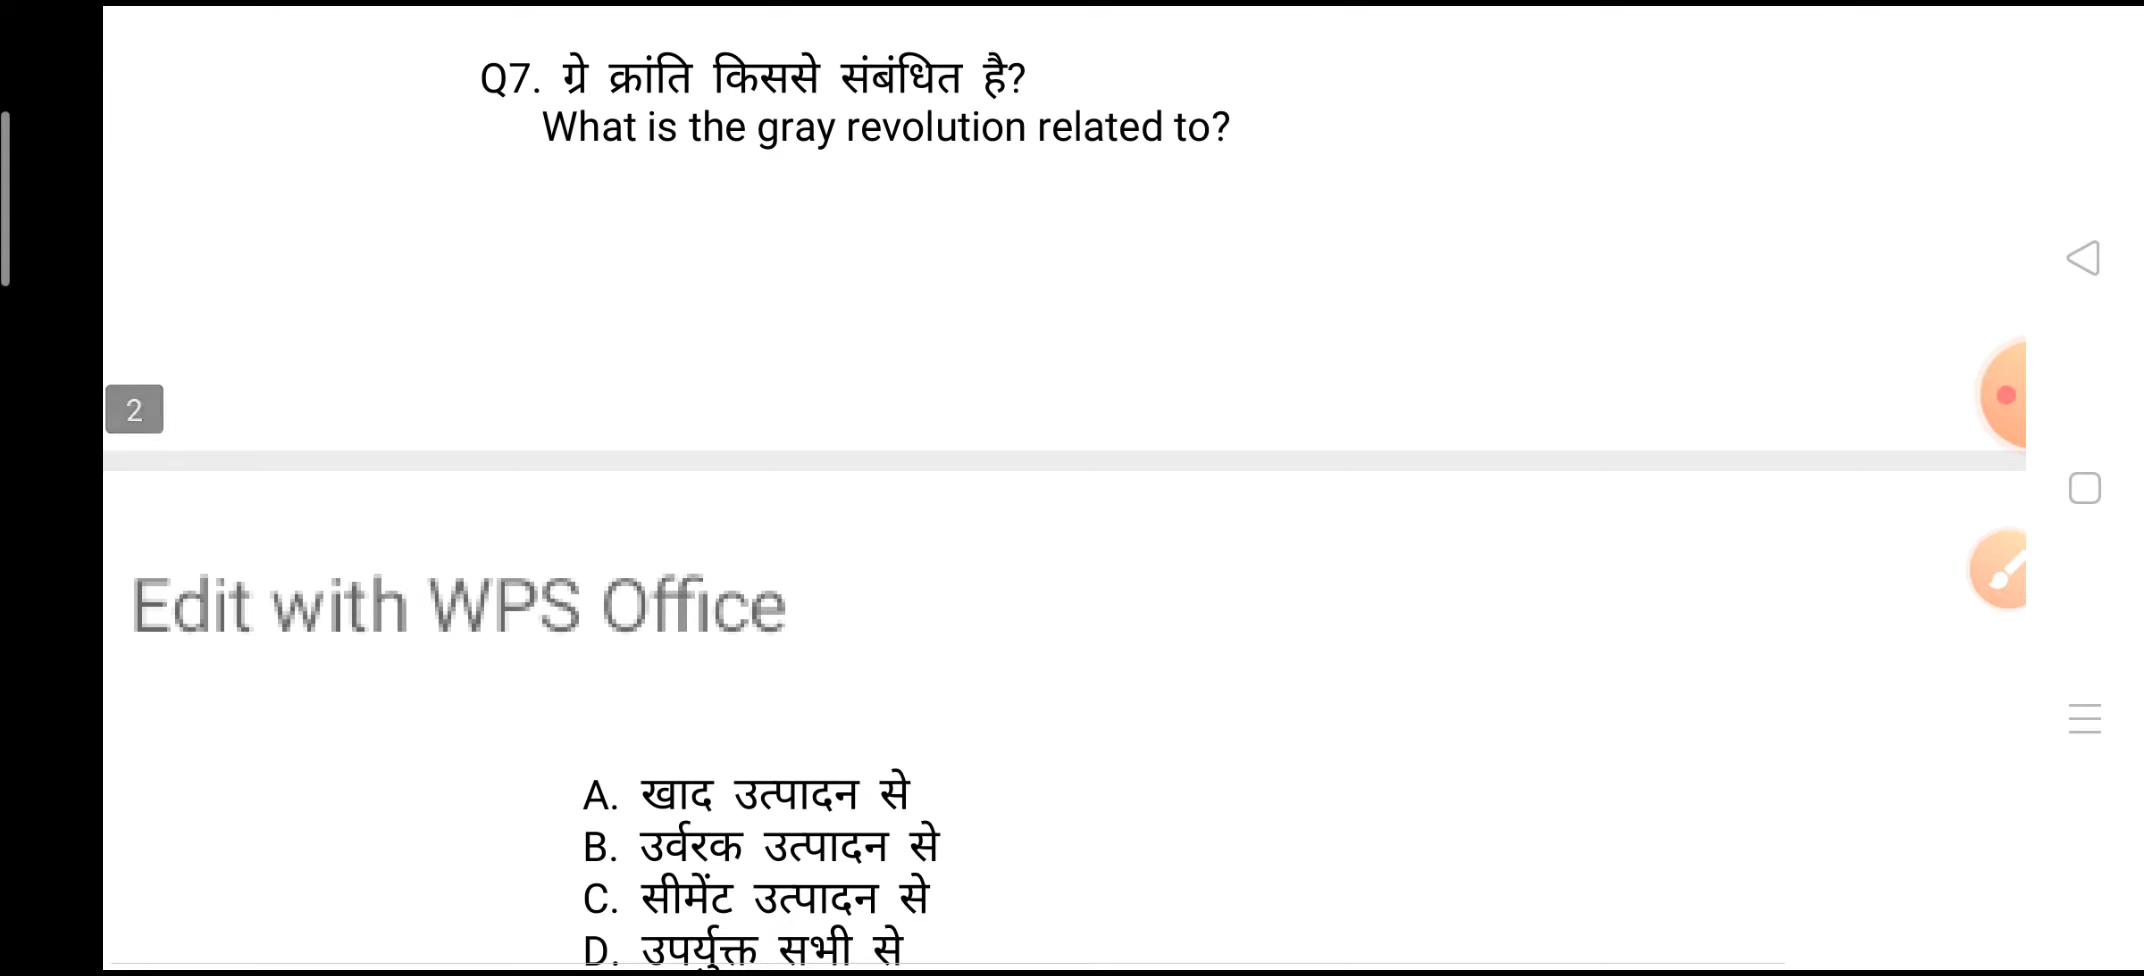 Q7. ग्रे क्रांति किससे संबंधित है?
What is the gray revolution related to?
2
Edit with WPS Office
A. खाद उत्पादन से
B. उर्वरक उत्पादन से
C. सीमेंट उत्पादन से
D. उपर्युक्त सभी से